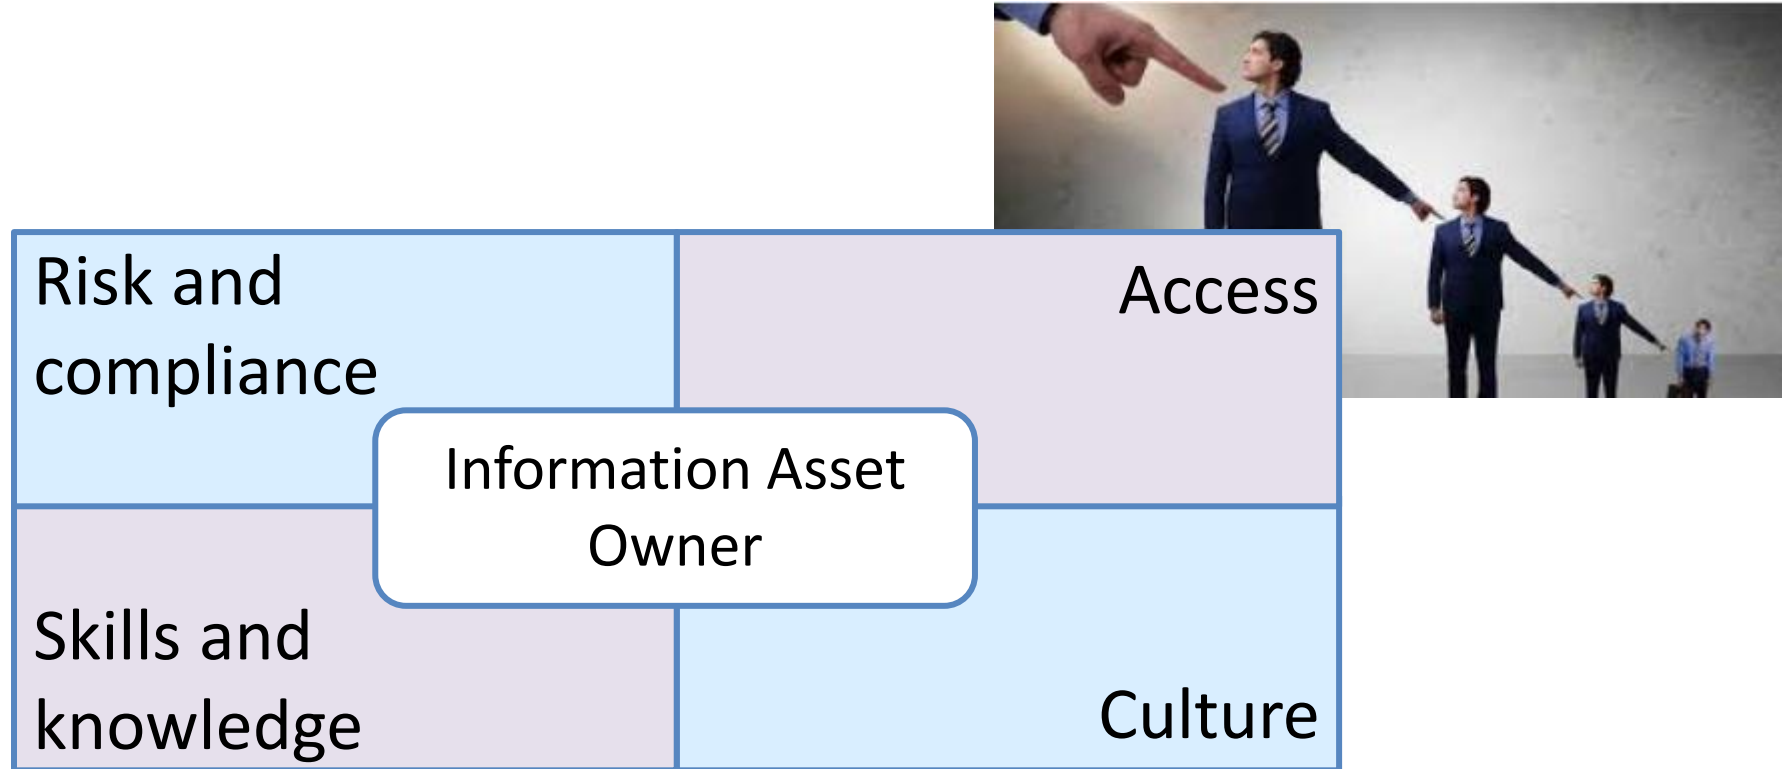 Risk and
compliance
Access
Information Asset
Owner
Skills and
knowledge
Culture